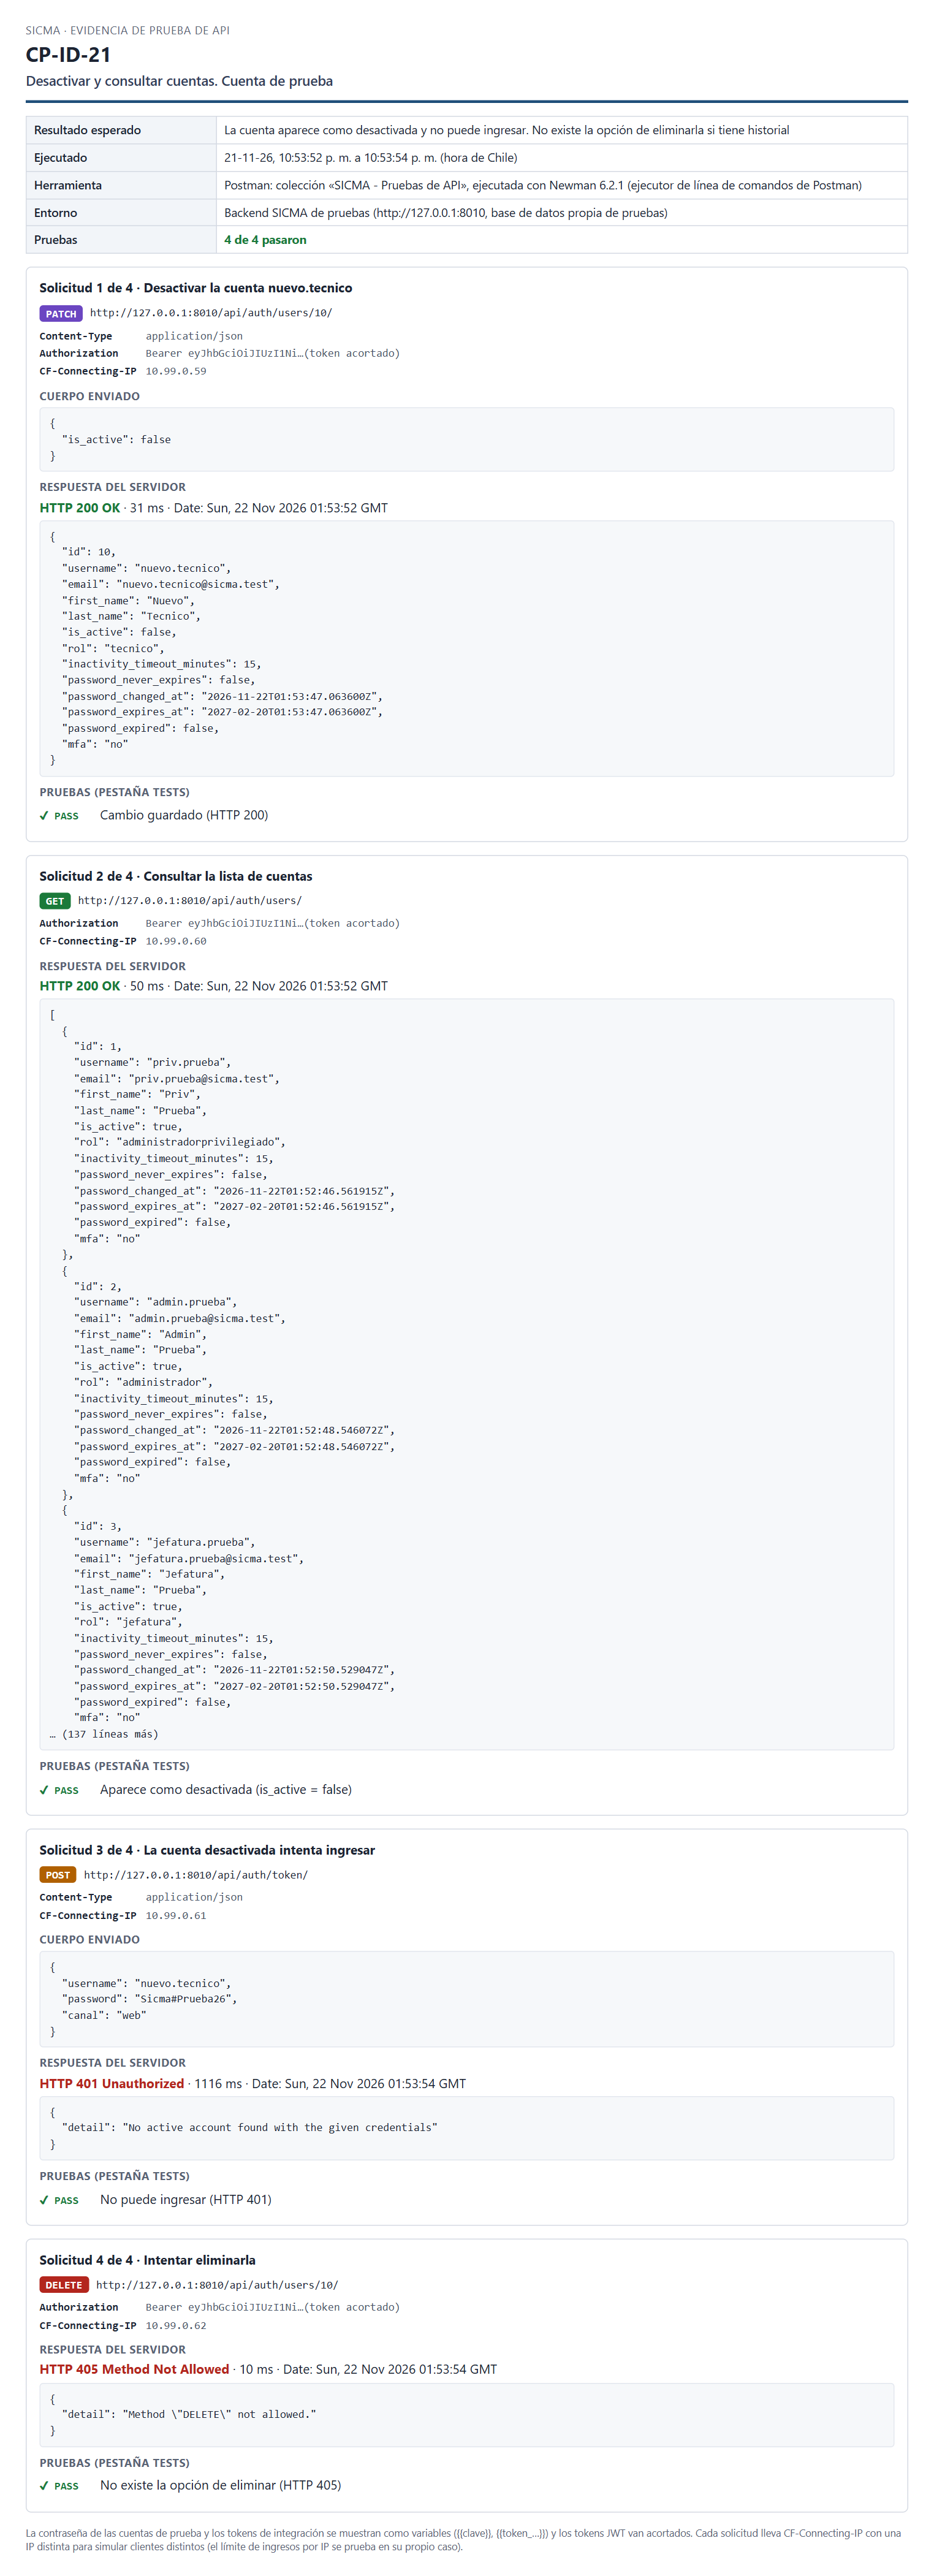 SICMA · EVIDENCIA DE PRUEBA DE API
CP-ID-21
Desactivar y consultar cuentas. Cuenta de prueba
Resultado esperado La cuenta aparece como desactivada y no puede ingresar. No existe la opción de eliminarla si tiene historial
Ejecutado 21-11-26, 10:53:52 p. m. a 10:53:54 p. m. (hora de Chile)
Herramienta Postman: colección «SICMA - Pruebas de API», ejecutada con Newman 6.2.1 (ejecutor de línea de comandos de Postman)
Entorno Backend SICMA de pruebas (http://127.0.0.1:8010, base de datos propia de pruebas)
Pruebas 4 de 4 pasaron
Solicitud 1 de 4 · Desactivar la cuenta nuevo.tecnico
PATCH http://127.0.0.1:8010/api/auth/users/10/
Content-Type application/json
Authorization Bearer eyJhbGciOiJIUzI1Ni…(token acortado)
CF-Connecting-IP 10.99.0.59
CUERPO ENVIADO
{
  "is_active": false
}
RESPUESTA DEL SERVIDOR
HTTP 200 OK · 31 ms · Date: Sun, 22 Nov 2026 01:53:52 GMT
{
  "id": 10,
  "username": "nuevo.tecnico",
  "email": "nuevo.tecnico@sicma.test",
  "first_name": "Nuevo",
  "last_name": "Tecnico",
  "is_active": false,
  "rol": "tecnico",
  "inactivity_timeout_minutes": 15,
  "password_never_expires": false,
  "password_changed_at": "2026-11-22T01:53:47.063600Z",
  "password_expires_at": "2027-02-20T01:53:47.063600Z",
  "password_expired": false,
  "mfa": "no"
}
PRUEBAS (PESTAÑA TESTS)
✔ PASS Cambio guardado (HTTP 200)
Solicitud 2 de 4 · Consultar la lista de cuentas
GET http://127.0.0.1:8010/api/auth/users/
Authorization Bearer eyJhbGciOiJIUzI1Ni…(token acortado)
CF-Connecting-IP 10.99.0.60
RESPUESTA DEL SERVIDOR
HTTP 200 OK · 50 ms · Date: Sun, 22 Nov 2026 01:53:52 GMT
[
  {
    "id": 1,
    "username": "priv.prueba",
    "email": "priv.prueba@sicma.test",
    "first_name": "Priv",
    "last_name": "Prueba",
    "is_active": true,
    "rol": "administradorprivilegiado",
    "inactivity_timeout_minutes": 15,
    "password_never_expires": false,
    "password_changed_at": "2026-11-22T01:52:46.561915Z",
    "password_expires_at": "2027-02-20T01:52:46.561915Z",
    "password_expired": false,
    "mfa": "no"
  },
  {
    "id": 2,
    "username": "admin.prueba",
    "email": "admin.prueba@sicma.test",
    "first_name": "Admin",
    "last_name": "Prueba",
    "is_active": true,
    "rol": "administrador",
    "inactivity_timeout_minutes": 15,
    "password_never_expires": false,
    "password_changed_at": "2026-11-22T01:52:48.546072Z",
    "password_expires_at": "2027-02-20T01:52:48.546072Z",
    "password_expired": false,
    "mfa": "no"
  },
  {
    "id": 3,
    "username": "jefatura.prueba",
    "email": "jefatura.prueba@sicma.test",
    "first_name": "Jefatura",
    "last_name": "Prueba",
    "is_active": true,
    "rol": "jefatura",
    "inactivity_timeout_minutes": 15,
    "password_never_expires": false,
    "password_changed_at": "2026-11-22T01:52:50.529047Z",
    "password_expires_at": "2027-02-20T01:52:50.529047Z",
    "password_expired": false,
    "mfa": "no"
… (137 líneas más)
PRUEBAS (PESTAÑA TESTS)
✔ PASS Aparece como desactivada (is_active = false)
Solicitud 3 de 4 · La cuenta desactivada intenta ingresar
POST http://127.0.0.1:8010/api/auth/token/
Content-Type application/json
CF-Connecting-IP 10.99.0.61
CUERPO ENVIADO
{
  "username": "nuevo.tecnico",
  "password": "Sicma#Prueba26",
  "canal": "web"
}
RESPUESTA DEL SERVIDOR
HTTP 401 Unauthorized · 1116 ms · Date: Sun, 22 Nov 2026 01:53:54 GMT
{
  "detail": "No active account found with the given credentials"
}
PRUEBAS (PESTAÑA TESTS)
✔ PASS No puede ingresar (HTTP 401)
Solicitud 4 de 4 · Intentar eliminarla
DELETE http://127.0.0.1:8010/api/auth/users/10/
Authorization Bearer eyJhbGciOiJIUzI1Ni…(token acortado)
CF-Connecting-IP 10.99.0.62
RESPUESTA DEL SERVIDOR
HTTP 405 Method Not Allowed · 10 ms · Date: Sun, 22 Nov 2026 01:53:54 GMT
{
  "detail": "Method \"DELETE\" not allowed."
}
PRUEBAS (PESTAÑA TESTS)
✔ PASS No existe la opción de eliminar (HTTP 405)
La contraseña de las cuentas de prueba y los tokens de integración se muestran como variables ({{clave}}, {{token_…}}) y los tokens JWT van acortados. Cada solicitud lleva CF-Connecting-IP con una
IP distinta para simular clientes distintos (el límite de ingresos por IP se prueba en su propio caso).